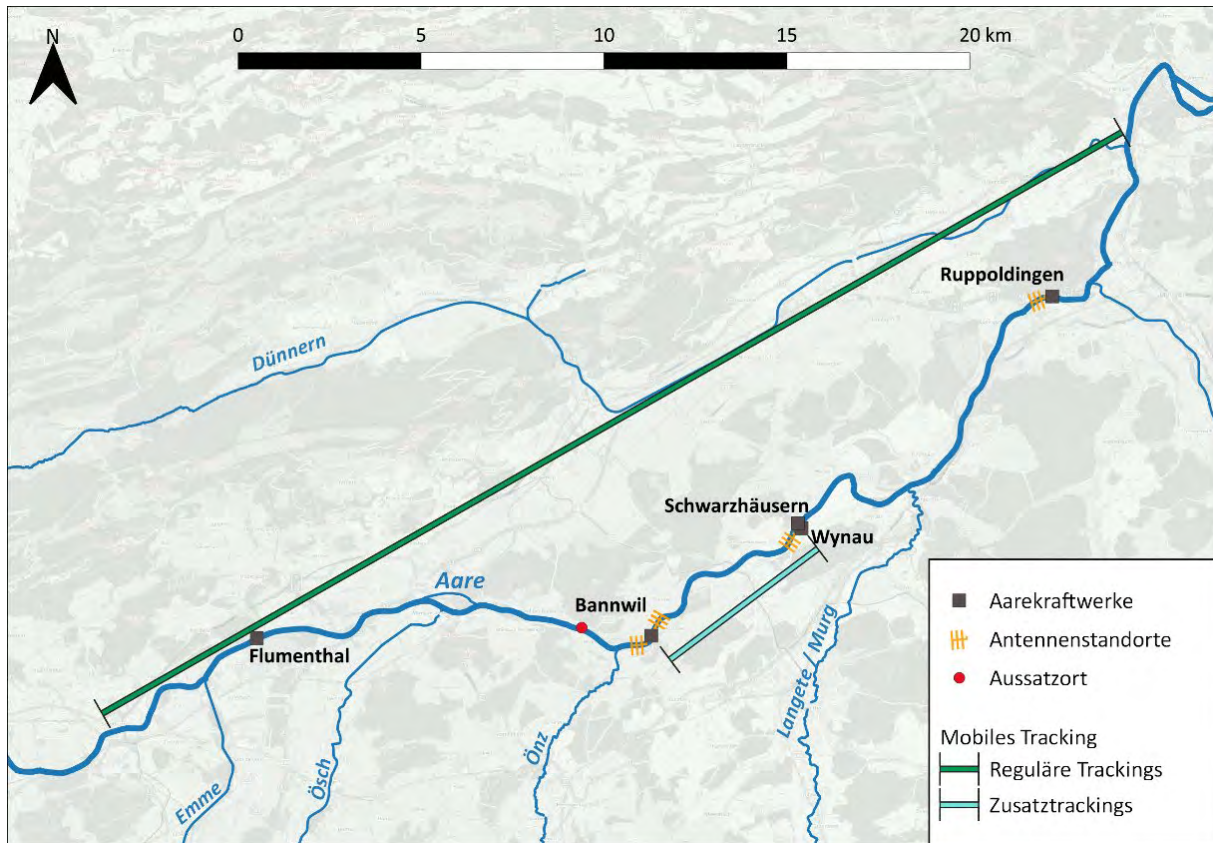 N
0 5 10 15 20 km
Ruppoldingen
Dünnern
Schwarzhäusern
Wynau
Aare
Bannwil
Flumenthal
Langete / Murg
Önz
Ösch
Emme
Aarekraftwerke
Antennenstandorte
Aussatzort
Mobiles Tracking
Reguläre Trackings
Zusatztrackings